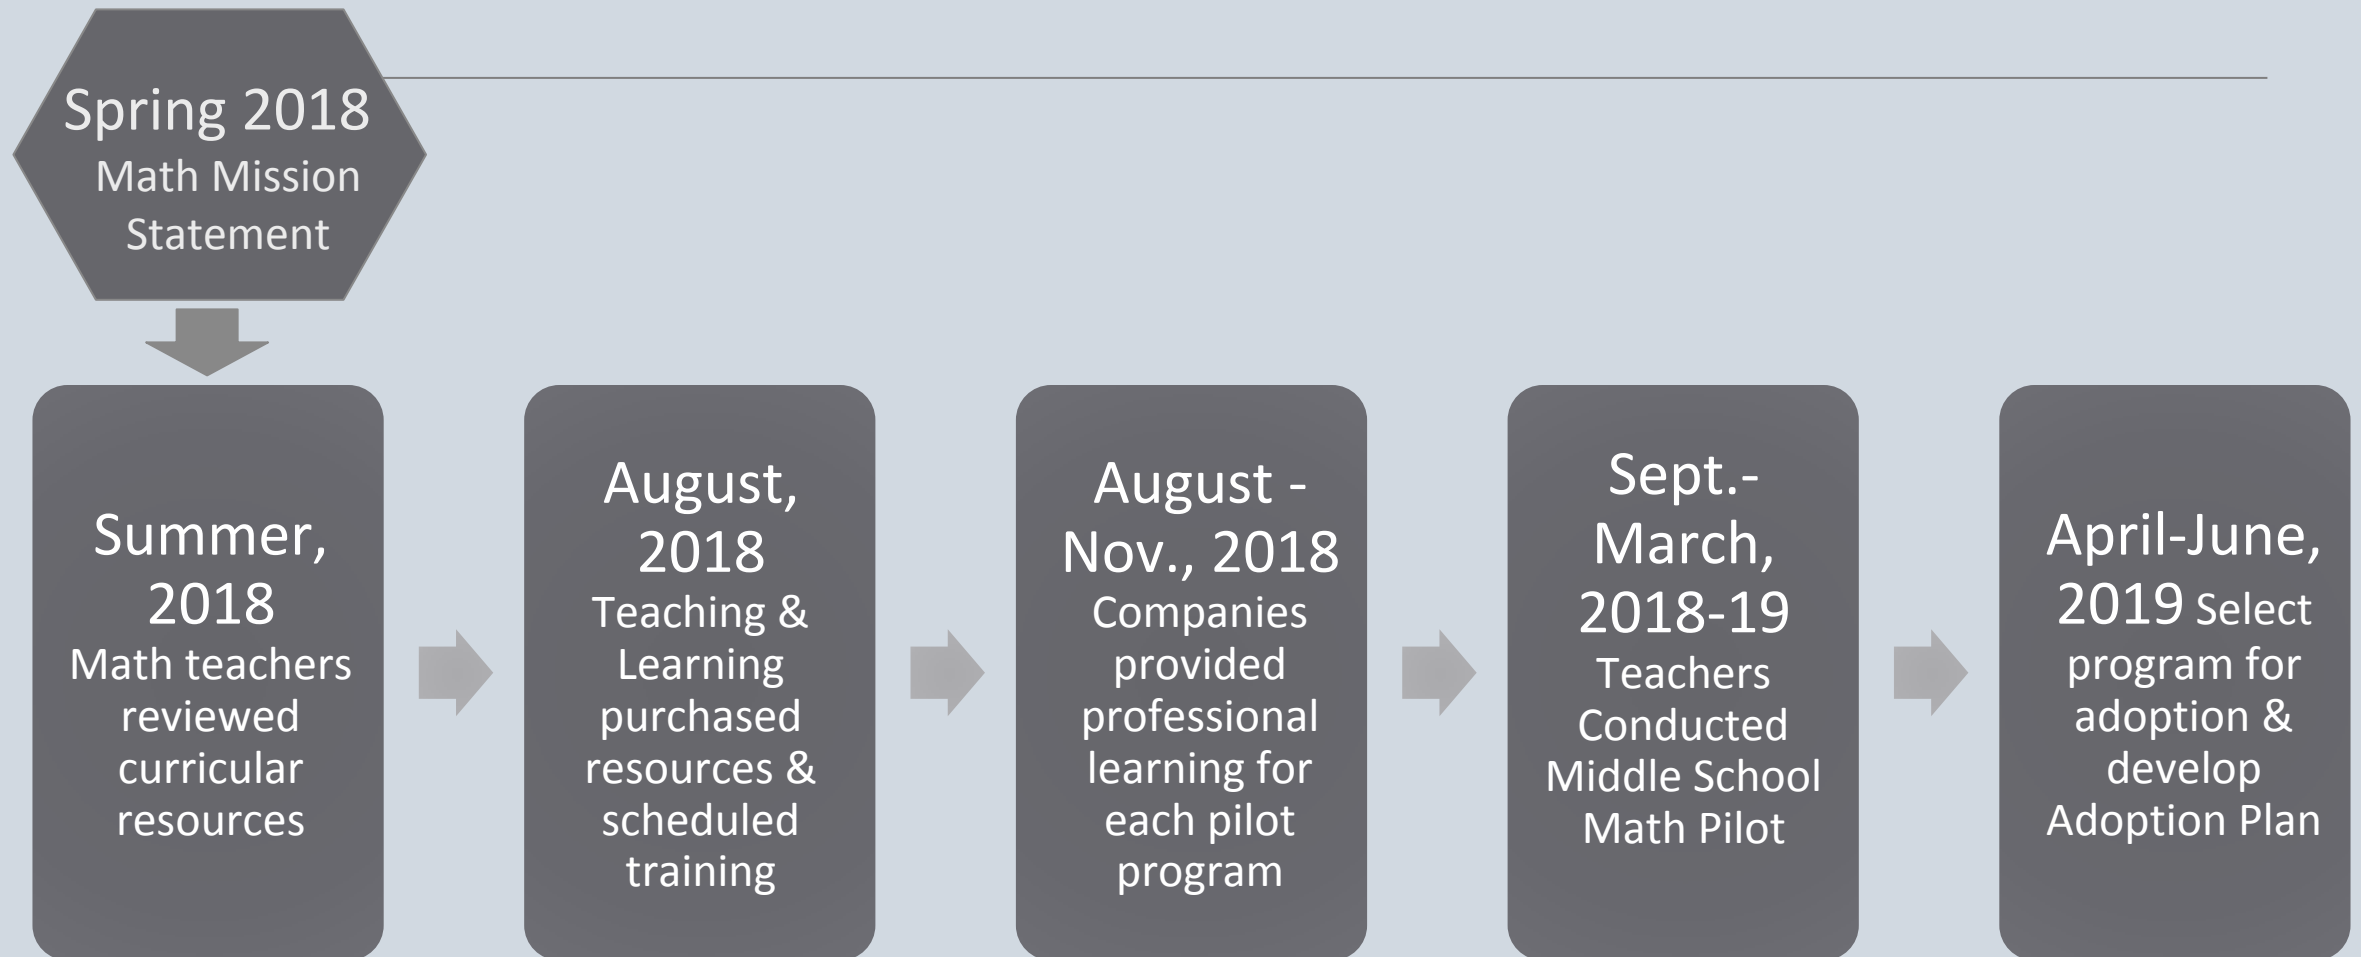 Spring 2018
Math Mission
Statement
Summer,
2018
Math teachers
reviewed
curricular
resources
August,
2018
Teaching &
Learning
purchased
resources &
scheduled
training
August -
Nov., 2018
Companies
provided
professional
learning for
each pilot
program
Sept.-
March,
2018-19
Teachers
Conducted
Middle School
Math Pilot
April-June,
2019 Select
program for
adoption &
develop
Adoption Plan